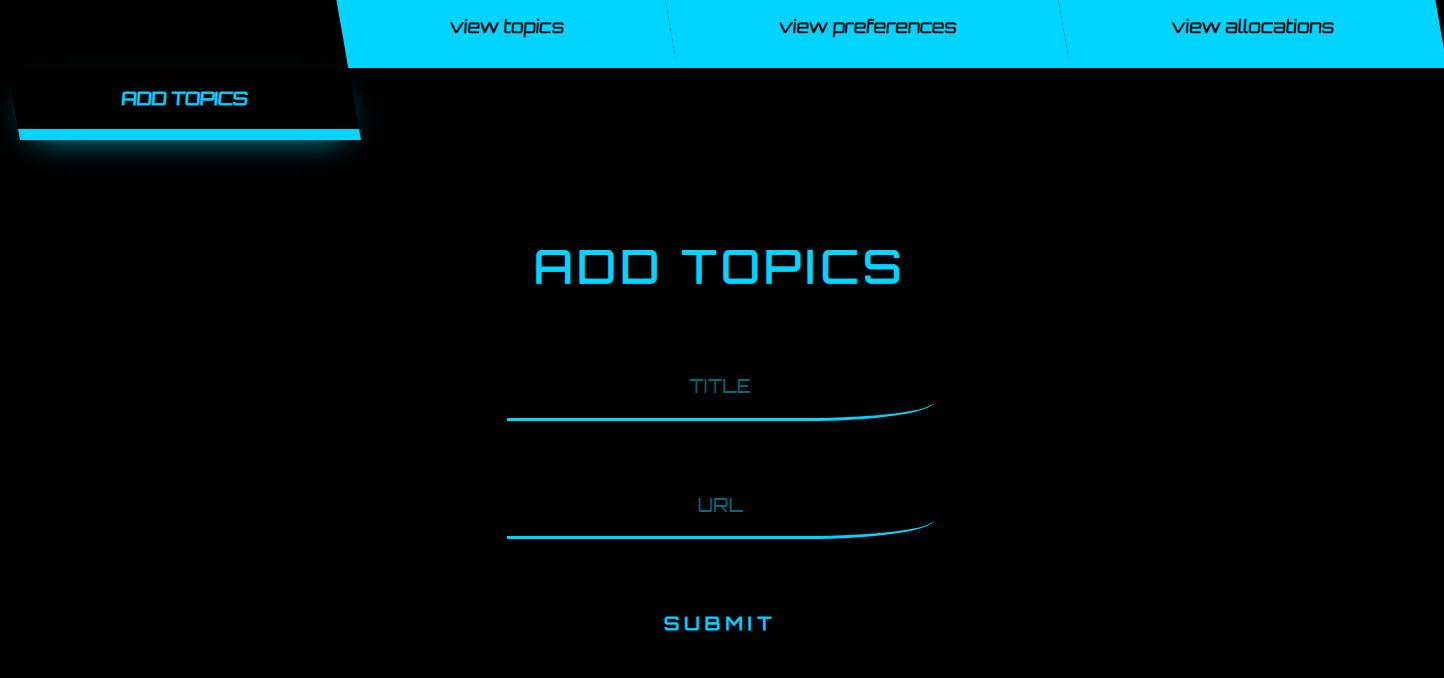 view topics
view preferences
view allocations
ADD TOPICS
ADD TOPICS
TITLE
URL
SUBMIT